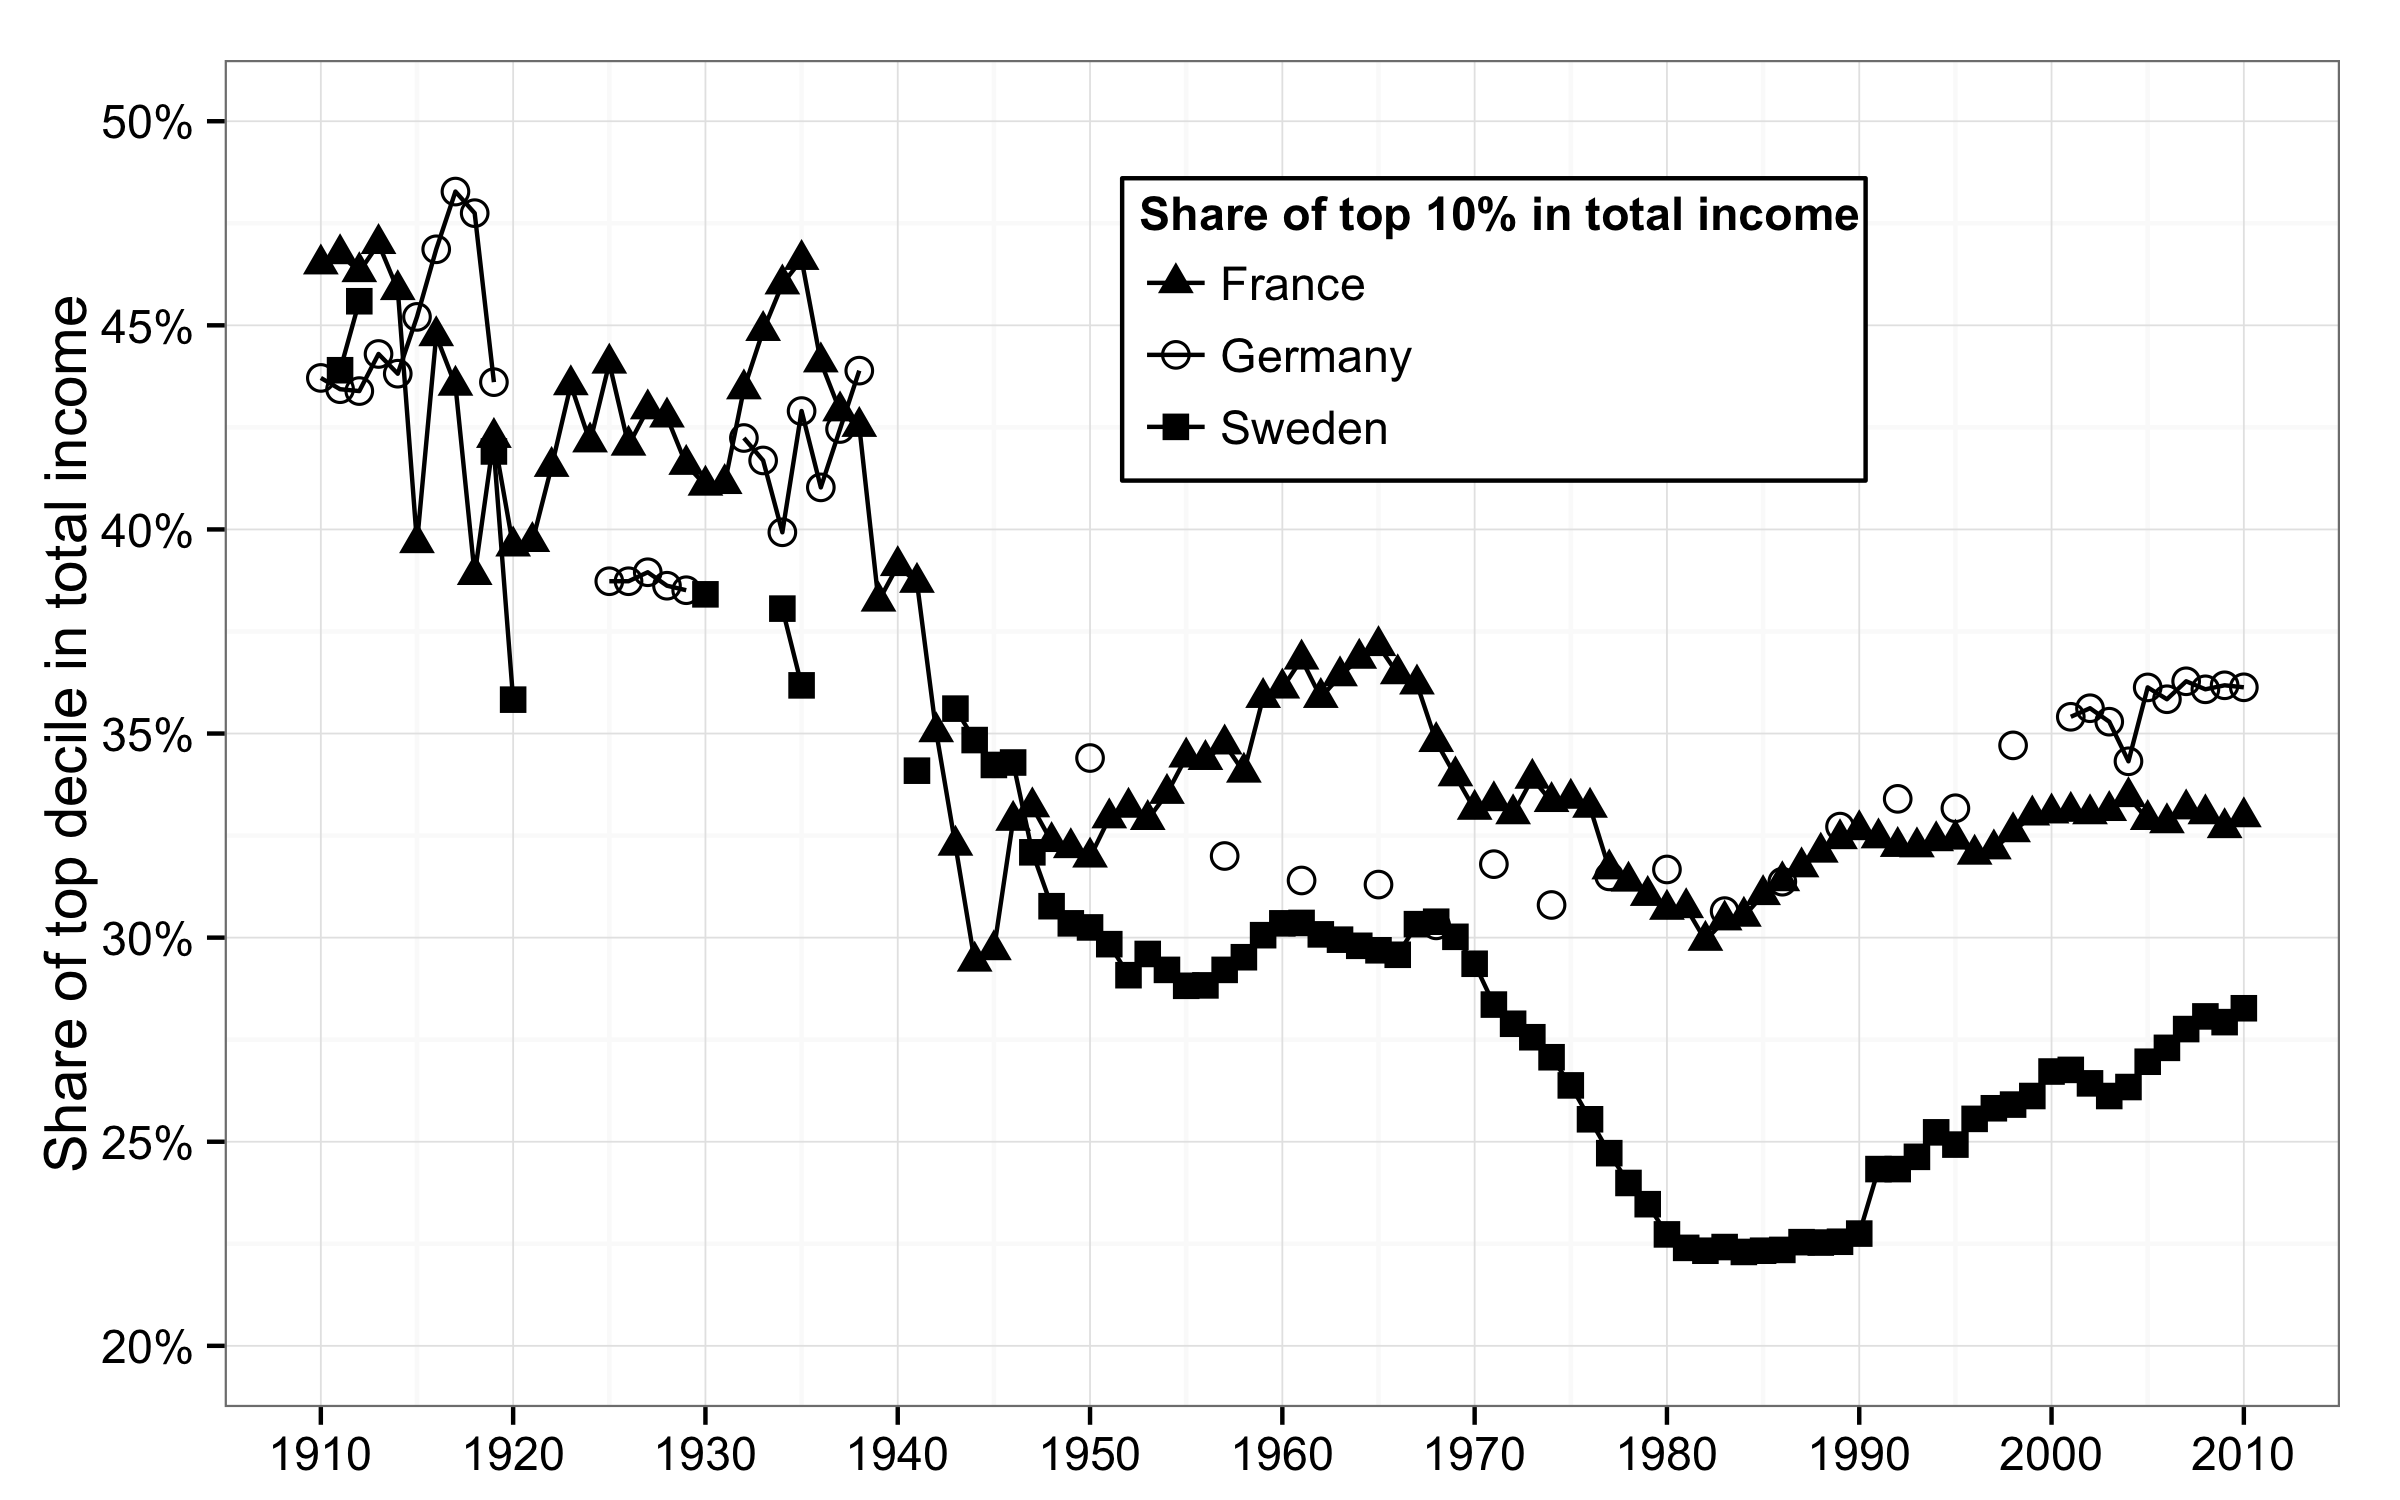 Share of top decile in total income
50%
45%
40%
35%
30%
25%
20%
Share of top 10% in total income
France
Germany
Sweden
1910 1920 1930 1940 1950 1960 1970 1980 1990 2000 2010